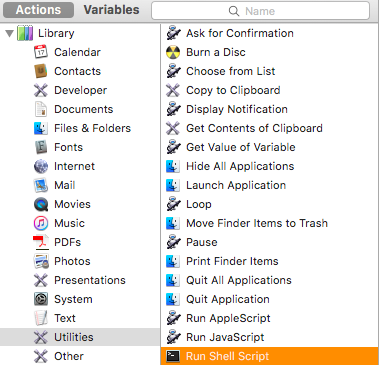 Actions Variables Name
Library
Calendar
Contacts
Developer
Documents
Files & Folders
Fonts
Internet
Mail
Movies
Music
PDFs
Photos
Presentations
System
Text
Utilities
Other
Ask for Confirmation
Burn a Disc
Choose from List
Copy to Clipboard
Display Notification
Get Contents of Clipboard
Get Value of Variable
Hide All Applications
Launch Application
Loop
Move Finder Items to Trash
Pause
Print Finder Items
Quit All Applications
Quit Application
Run AppleScript
Run JavaScript
Run Shell Script